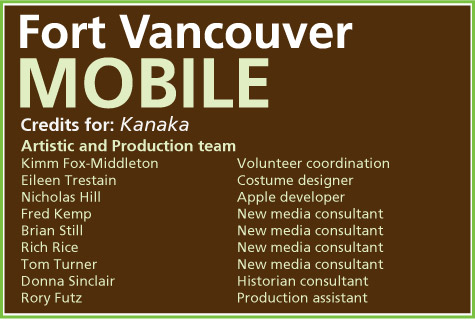 Fort Vancouver
MOBILE
Credits for: Kanaka
Artistic and Production team
Kimm Fox-Middleton Volunteer coordination
Eileen Trestain Costume designer
Nicholas Hill Apple developer
Fred Kemp New media consultant
Brian Still New media consultant
Rich Rice New media consultant
Tom Turner New media consultant
Donna Sinclair Historian consultant
Rory Futz Production assistant